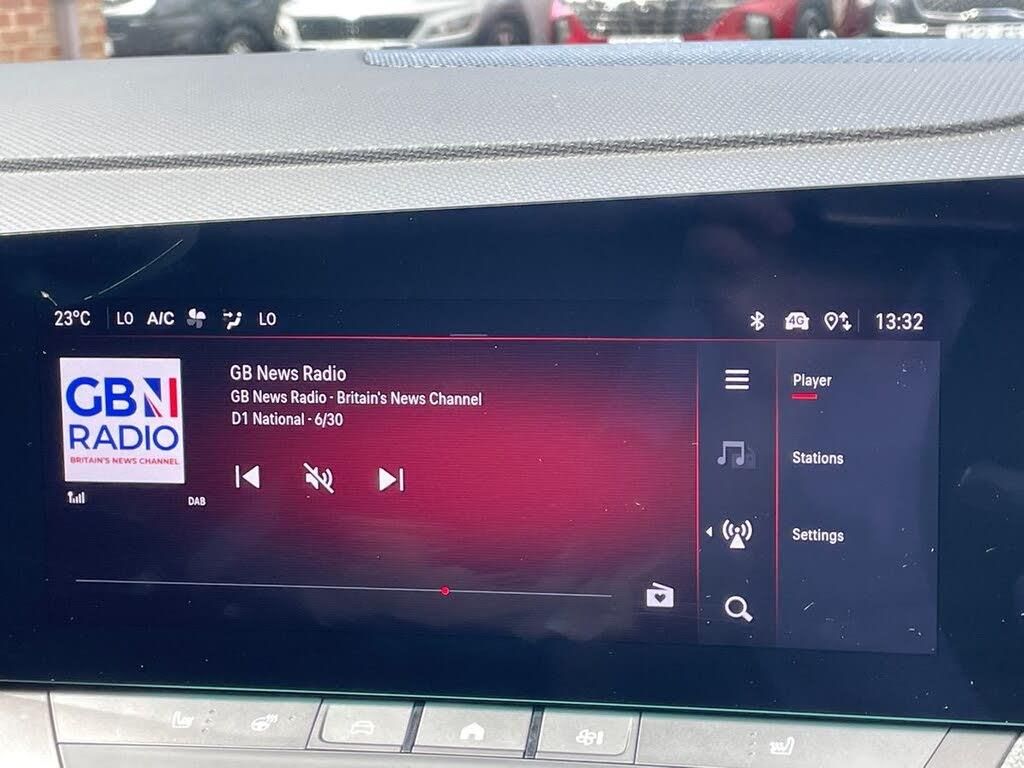 23°C LO A/C LO 4G 13:32
GBN
RADIO
BRITAIN'S NEWS CHANNEL
DAB
GB News Radio
GB News Radio - Britain's News Channel
D1 National - 6/30
Player
Stations
Settings